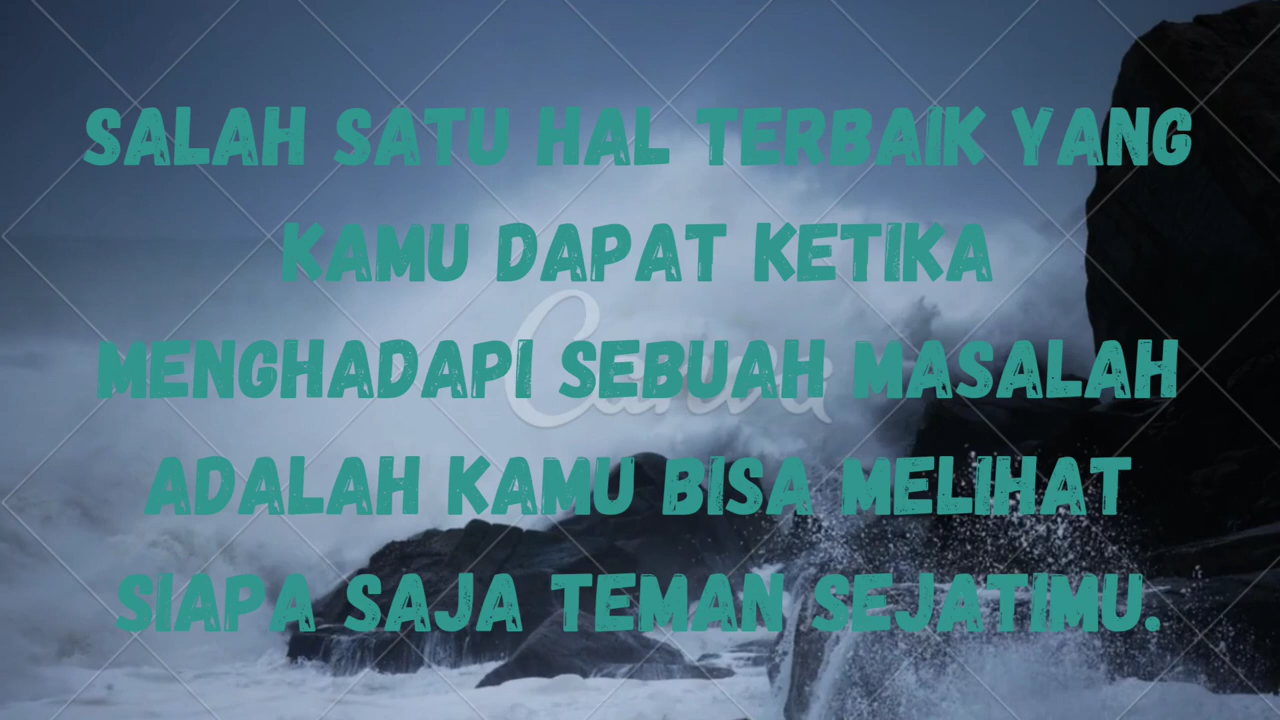 SALAH SATU HAL TERBAIK YANG
KAMU DAPAT KETIKA
MENGHADAPI SEBUAH MASALAH
ADALAH KAMU BISA MELIHAT
SIAPA SAJA TEMAN SEJATIMU.
Canva